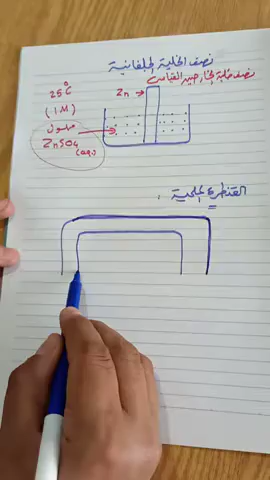 نصف الخلية الجلفانية
نصف خلية الخارصين القياسي
25°C
Zn
(1M)
محلول
ZnSO4
(aq)
القنطرة الملحية .